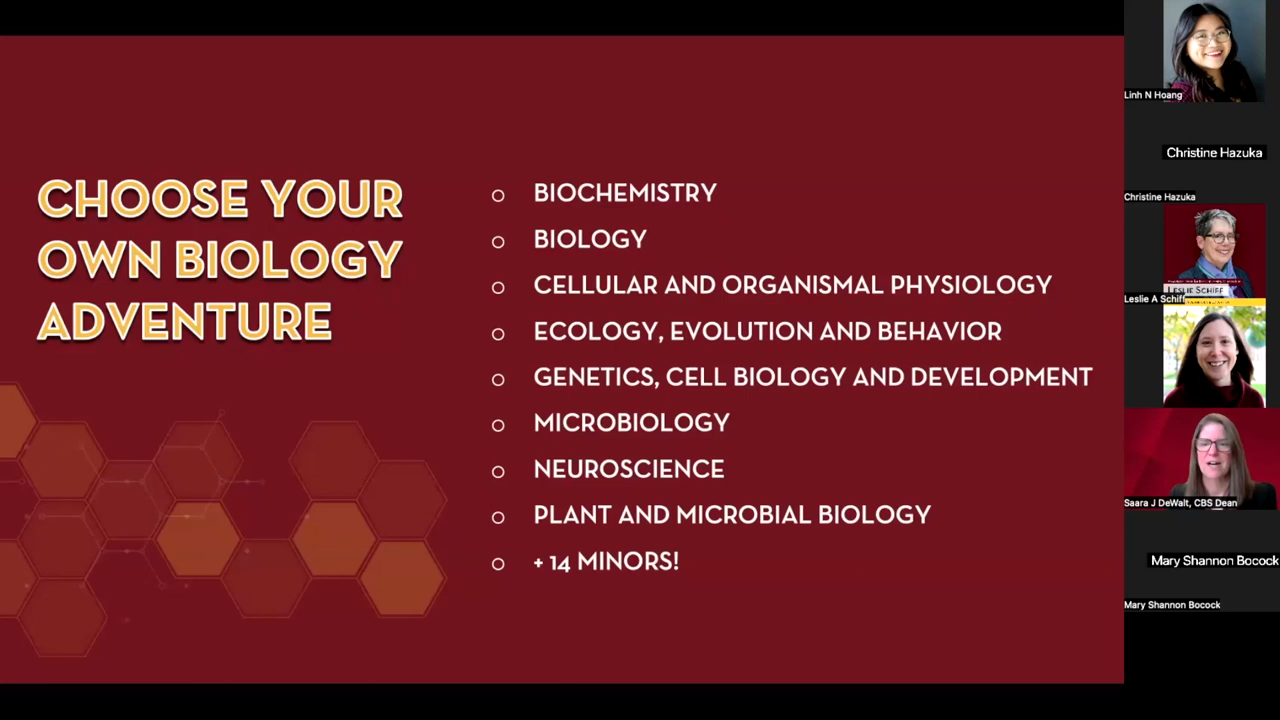 CHOOSE YOUR
OWN BIOLOGY
ADVENTURE
BIOCHEMISTRY
BIOLOGY
CELLULAR AND ORGANISMAL PHYSIOLOGY
ECOLOGY, EVOLUTION AND BEHAVIOR
GENETICS, CELL BIOLOGY AND DEVELOPMENT
MICROBIOLOGY
NEUROSCIENCE
PLANT AND MICROBIAL BIOLOGY
+ 14 MINORS!
Linh N Hoang
Christine Hazuka
Christine Hazuka
LESLIE SCHIFF
Leslie A Schiff
Saara J DeWalt, CBS Dean
Mary Shannon Bocock
Mary Shannon Bocock